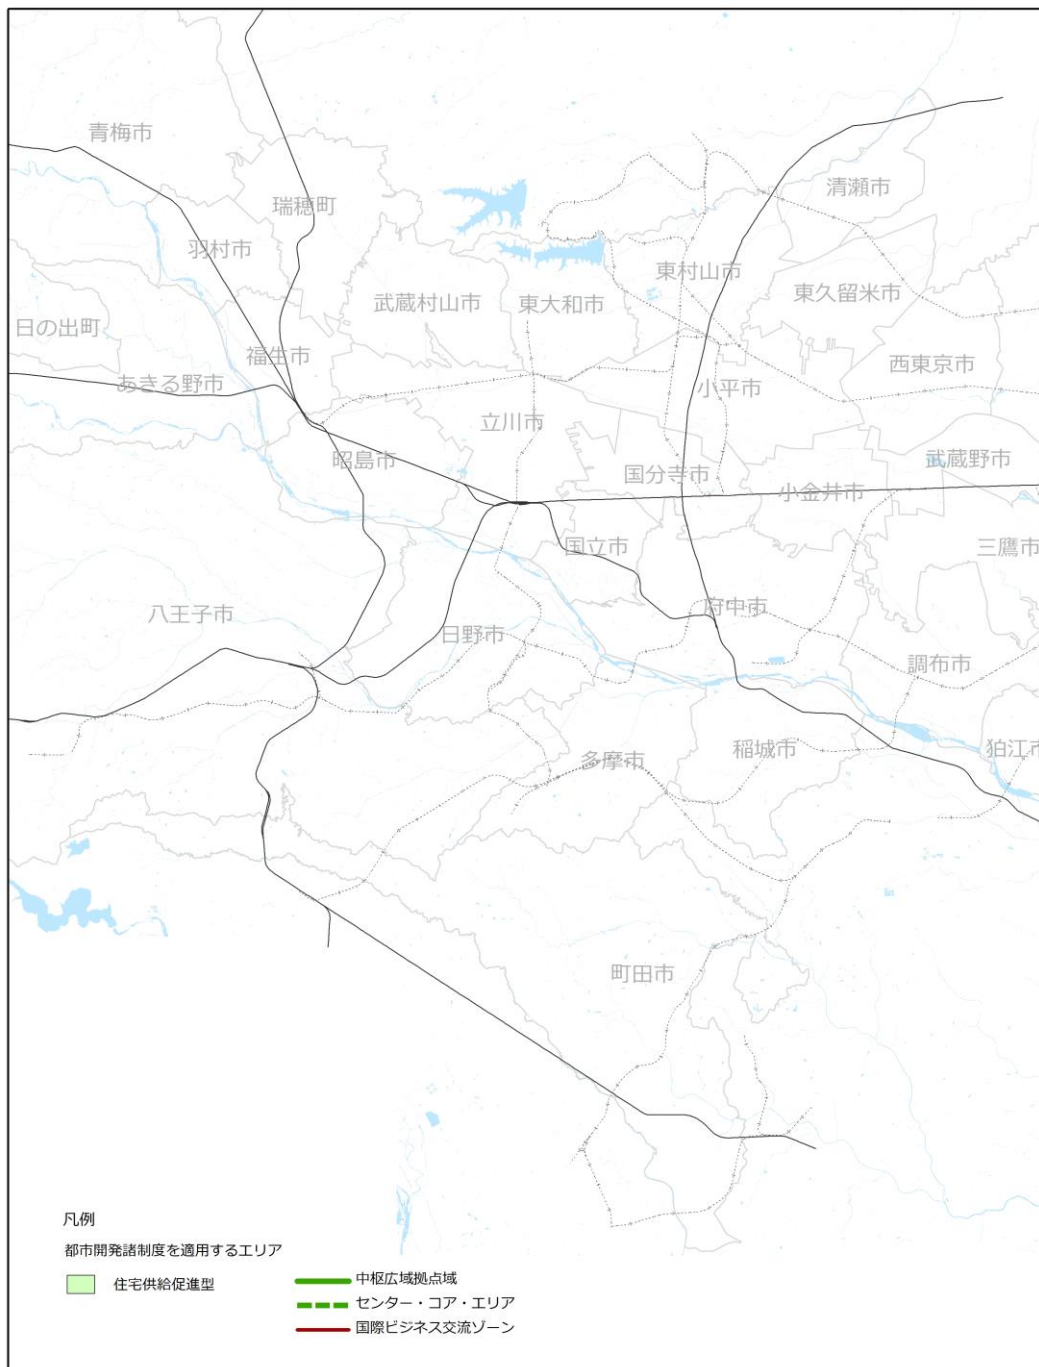 青梅市
清瀬市
瑞穂町
羽村市
東村山市
東久留米市
武蔵村山市
東大和市
日の出町
福生市
西東京市
あきる野市
小平市
立川市
昭島市
武蔵野市
国分寺市
小金井市
国立市
三鷹市
八王子市
府中市
日野市
調布市
稲城市
狛江市
多摩市
町田市
凡例
都市開発諸制度を適用するエリア
住宅供給促進型
中枢広域拠点域
センター・コア・エリア
国際ビジネス交流ゾーン